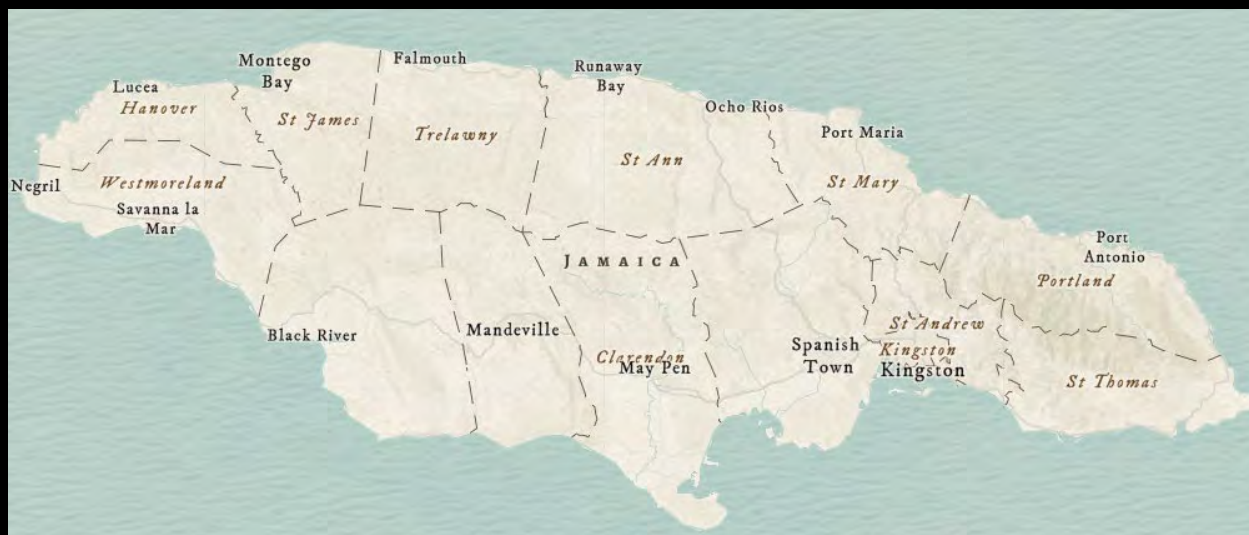 Montego
Bay
Falmouth
Runaway
Bay
Lucea
Hanover
St James
Trelawny
Ocho Rios
Port Maria
St Ann
St Mary
Negril
Westmoreland
Savanna la
Mar
Port
Antonio
JAMAICA
Portland
Black River
Mandeville
St Andrew
Clarendon
May Pen
Spanish
Town
Kingston
Kingston
St Thomas